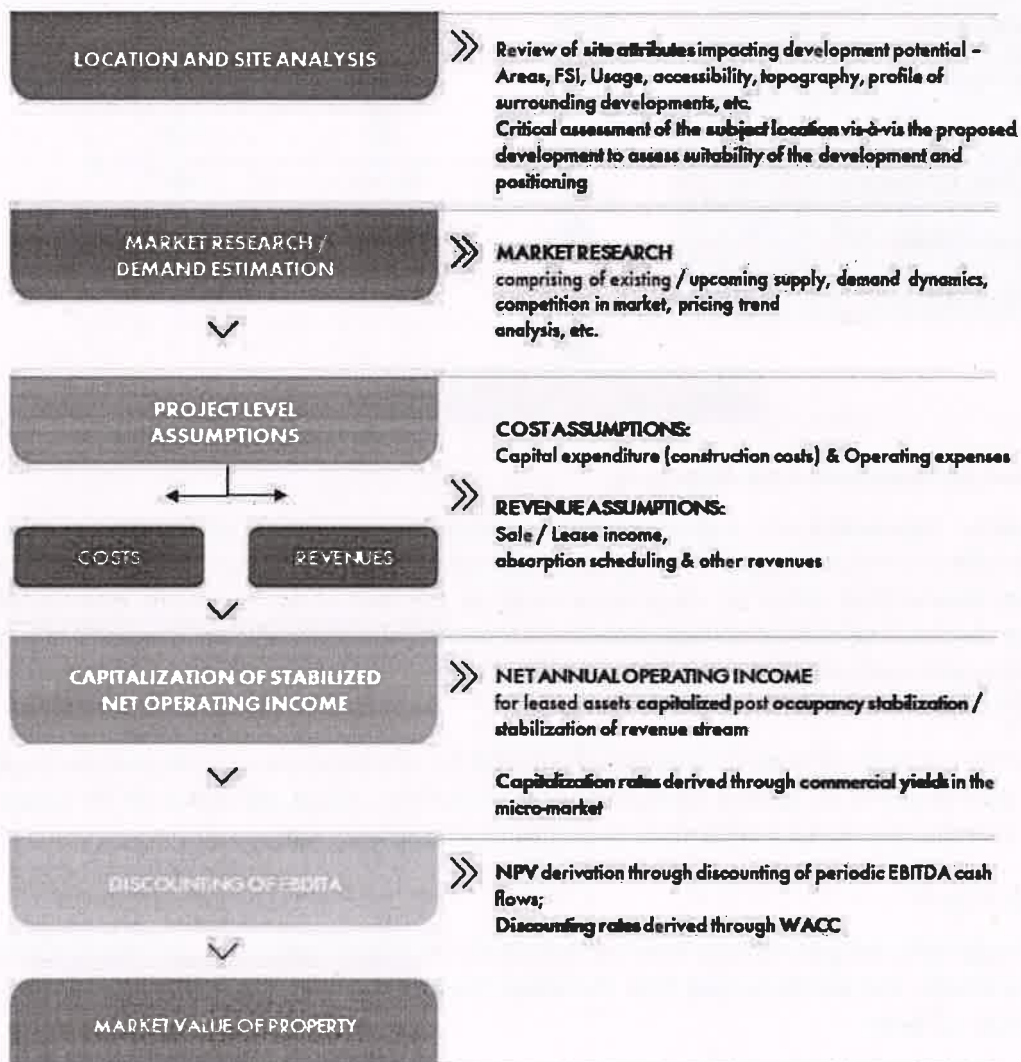 LOCATION AND SITE ANALYSIS
Review of site attributes impacting development potential –
Areas, FSI, Usage, accessibility, topography, profile of
surrounding developments, etc.
Critical assessment of the subject location vis-à-vis the proposed
development to assess suitability of the development and
positioning
MARKET RESEARCH /
DEMAND ESTIMATION
MARKET RESEARCH
comprising of existing / upcoming supply, demand dynamics,
competition in market, pricing trend
analysis, etc.
PROJECT LEVEL
ASSUMPTIONS
COSTS
REVENUES
COST ASSUMPTIONS:
Capital expenditure (construction costs) & Operating expenses
REVENUE ASSUMPTIONS:
Sale / Lease income,
absorption scheduling & other revenues
CAPITALIZATION OF STABILIZED
NET OPERATING INCOME
NET ANNUAL OPERATING INCOME
for leased assets capitalized post occupancy stabilization /
stabilization of revenue stream
Capitalization rates derived through commercial yields in the
micro-market
DISCOUNTING OF EBDITA
NPV derivation through discounting of periodic EBITDA cash
flows;
Discounting rates derived through WACC
MARKET VALUE OF PROPERTY